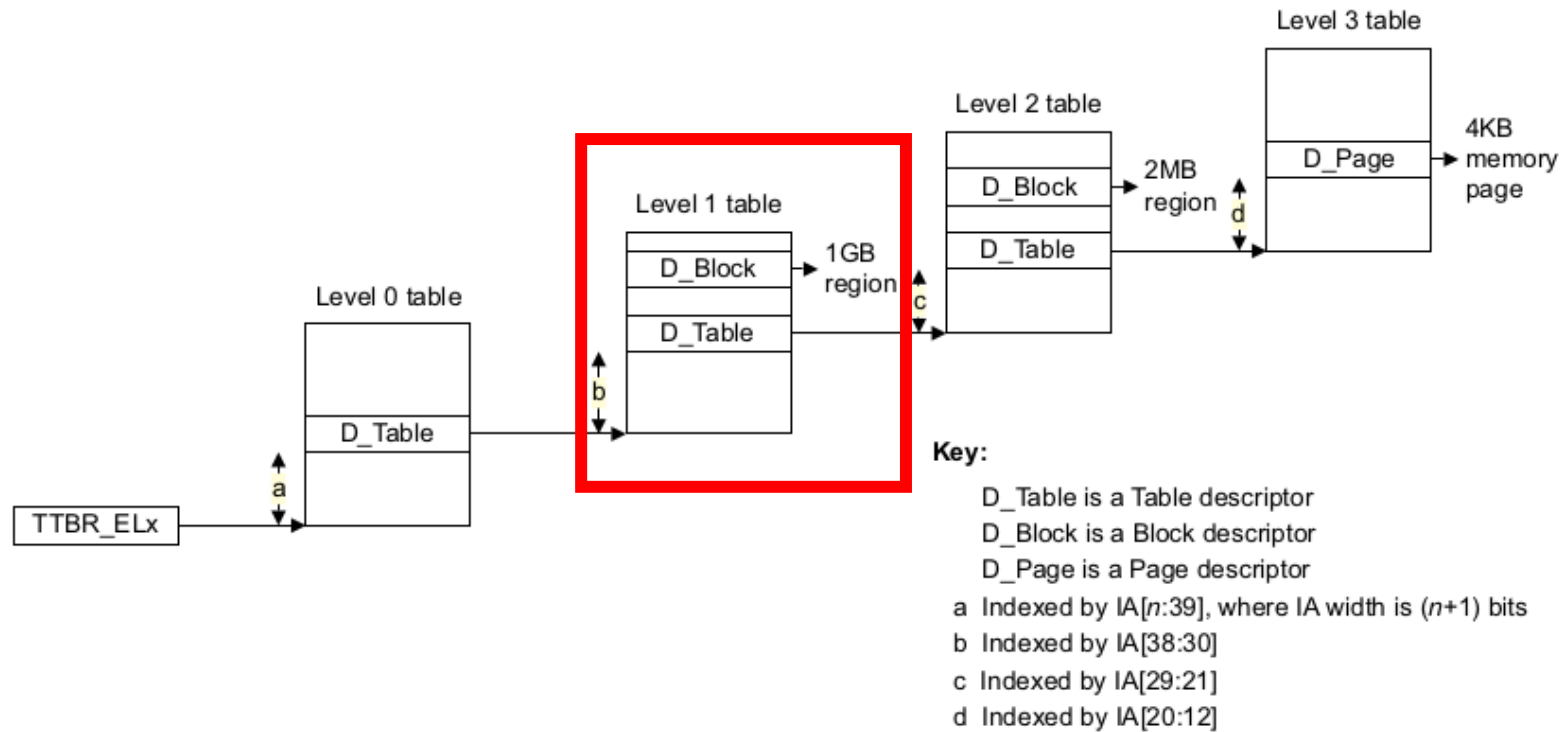 Level 3 table
D_Page
4KB
memory
page
Level 2 table
D_Block
2MB
region
d
D_Table
Level 1 table
D_Block
1GB
region
c
D_Table
b
Level 0 table
D_Table
a
TTBR_ELx
Key:
D_Table is a Table descriptor
D_Block is a Block descriptor
D_Page is a Page descriptor
a Indexed by IA[n:39], where IA width is (n+1) bits
b Indexed by IA[38:30]
c Indexed by IA[29:21]
d Indexed by IA[20:12]